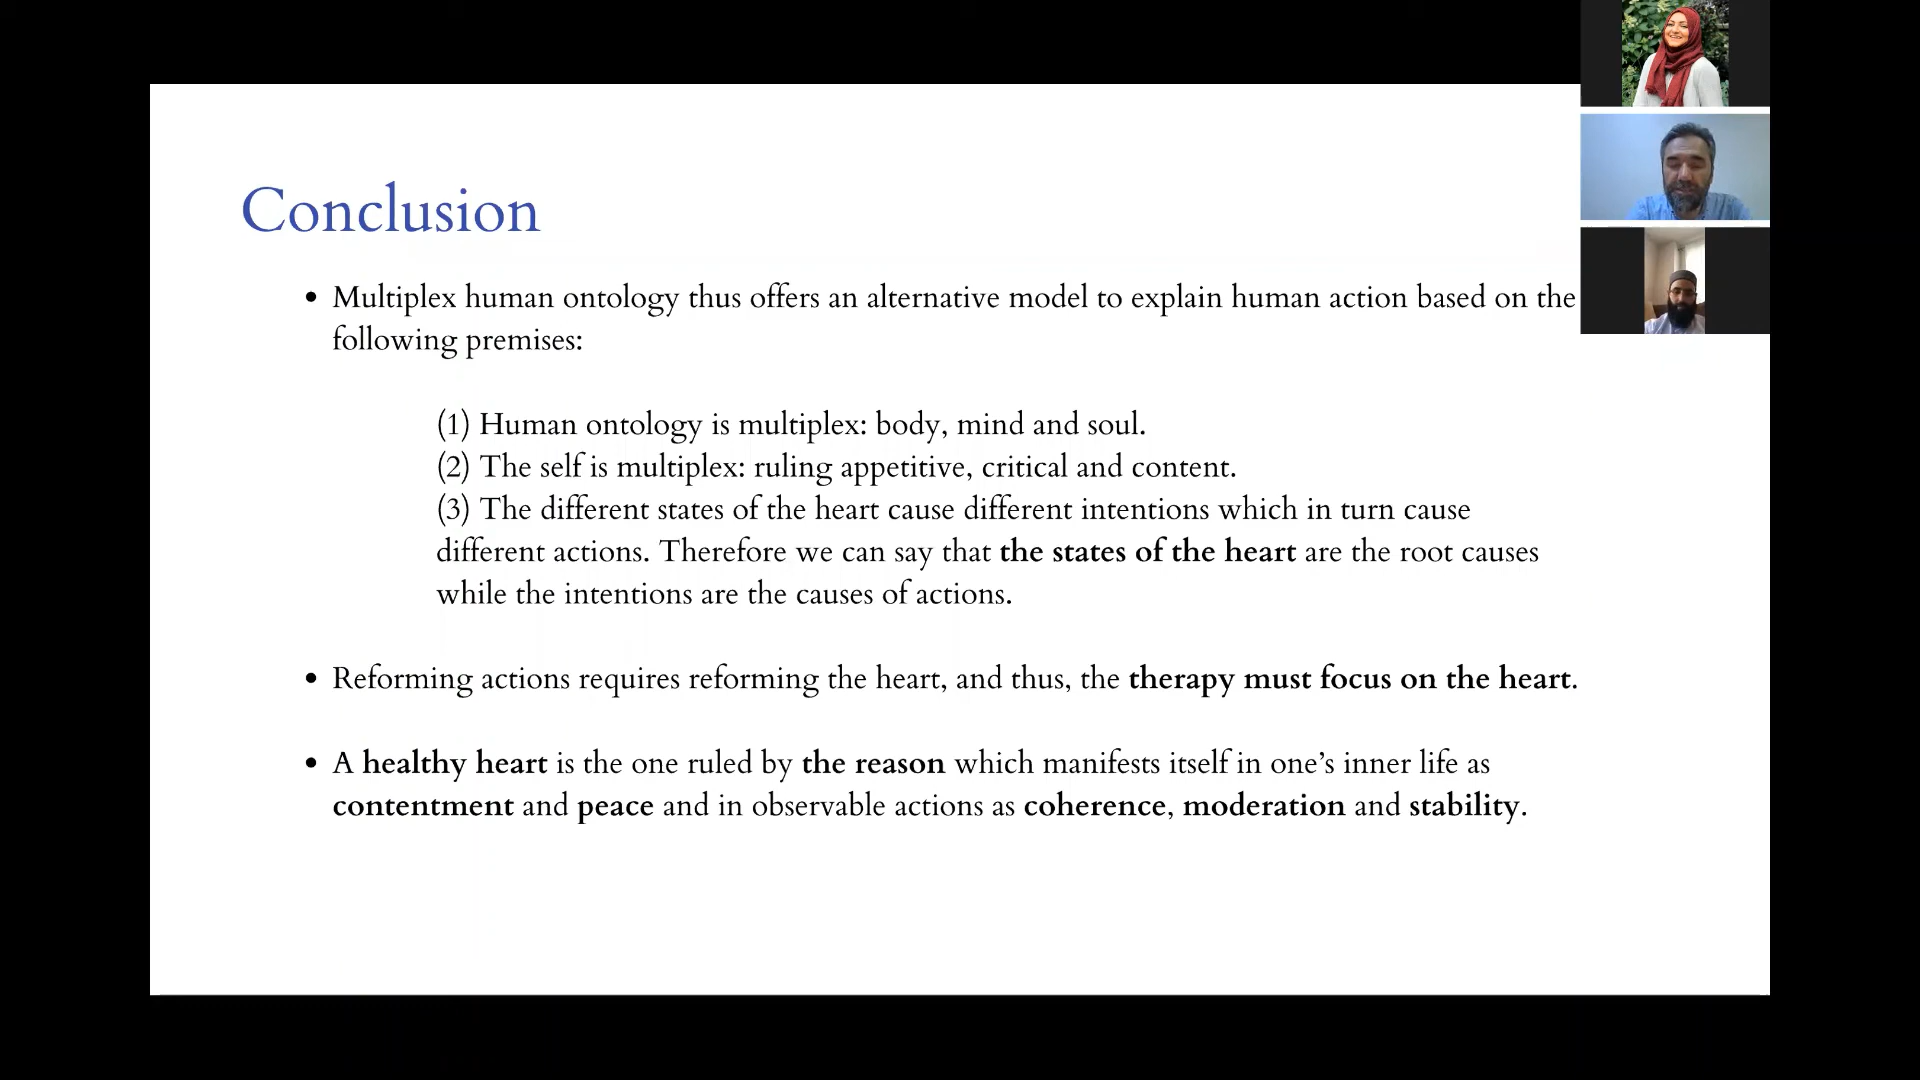 Conclusion
• Multiplex human ontology thus offers an alternative model to explain human action based on the
following premises:
(1) Human ontology is multiplex: body, mind and soul.
(2) The self is multiplex: ruling appetitive, critical and content.
(3) The different states of the heart cause different intentions which in turn cause
different actions. Therefore we can say that the states of the heart are the root causes
while the intentions are the causes of actions.
• Reforming actions requires reforming the heart, and thus, the therapy must focus on the heart.
• A healthy heart is the one ruled by the reason which manifests itself in one’s inner life as
contentment and peace and in observable actions as coherence, moderation and stability.